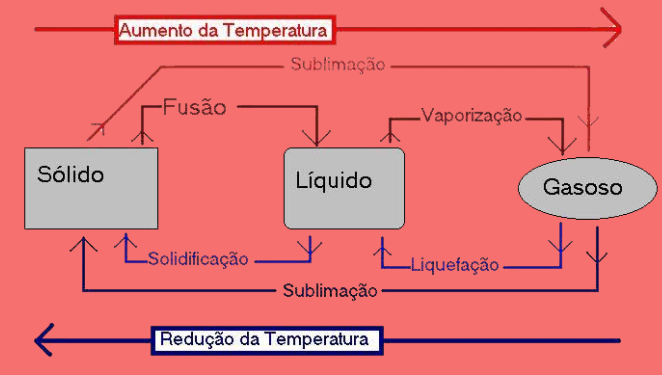 Aumento da Temperatura
Sublimação
Fusão
Vaporização
Sólido
Líquido
Gasoso
Solidificação
Liquefação
Sublimação
Redução da Temperatura